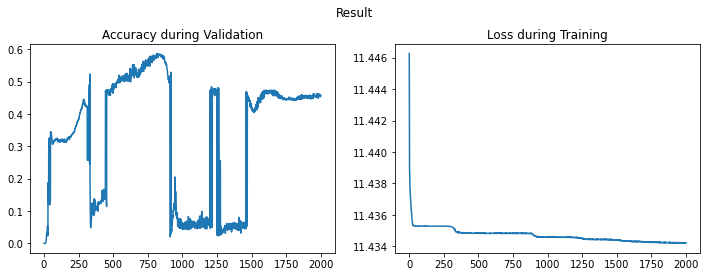 Result
Accuracy during Validation
0.6
0.5
0.4
0.3
0.2
0.1
0.0
0 250 500 750 1000 1250 1500 1750 2000
Loss during Training
11.446
11.444
11.442
11.440
11.438
11.436
11.434
0 250 500 750 1000 1250 1500 1750 2000